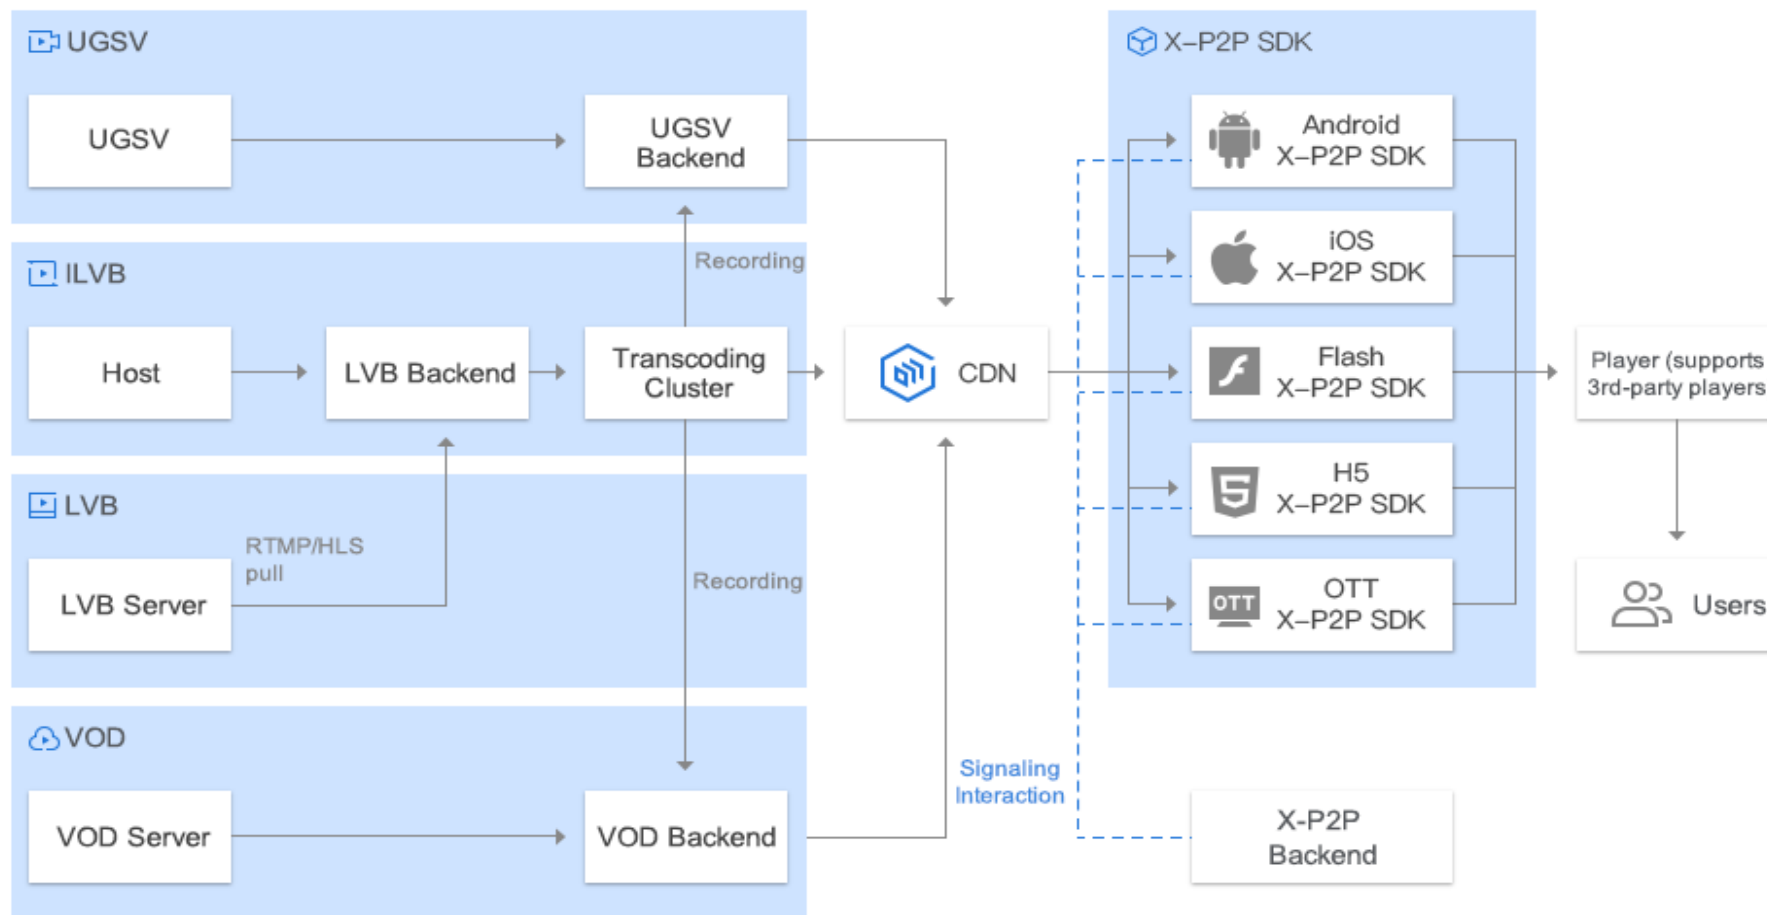 UGSV
UGSV
UGSV
Backend
ILVB
Recording
Host
LVB Backend
Transcoding
Cluster
LVB
RTMP/HLS
pull
LVB Server
Recording
VOD
VOD Server
VOD Backend
CDN
Signaling
Interaction
X-P2P SDK
Android
X-P2P SDK
iOS
X-P2P SDK
Flash
X-P2P SDK
H5
X-P2P SDK
OTT
OTT
X-P2P SDK
X-P2P
Backend
Player (supports
3rd-party players
Users